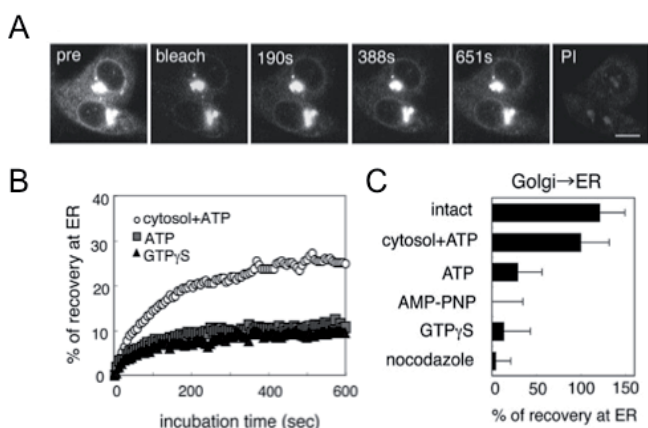 A
pre
bleach
190s
388s
651s
PI
B
% of recovery at ER
40
30
20
10
0
cytosol+ATP
ATP
GTPγS
0
200
400
600
incubation time (sec)
C
Golgi→ER
intact
cytosol+ATP
ATP
AMP-PNP
GTPγS
nocodazole
0
50
100
150
% of recovery at ER